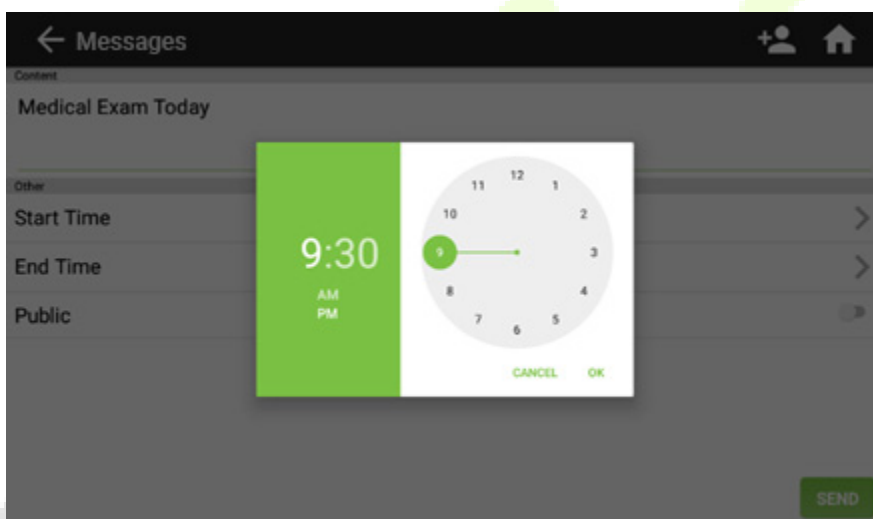 Messages
Content
Medical Exam Today
Other
Start Time
End Time
Public
9:30
AM
PM
12
1
2
3
4
5
6
7
8
9
10
11
CANCEL OK
SEND